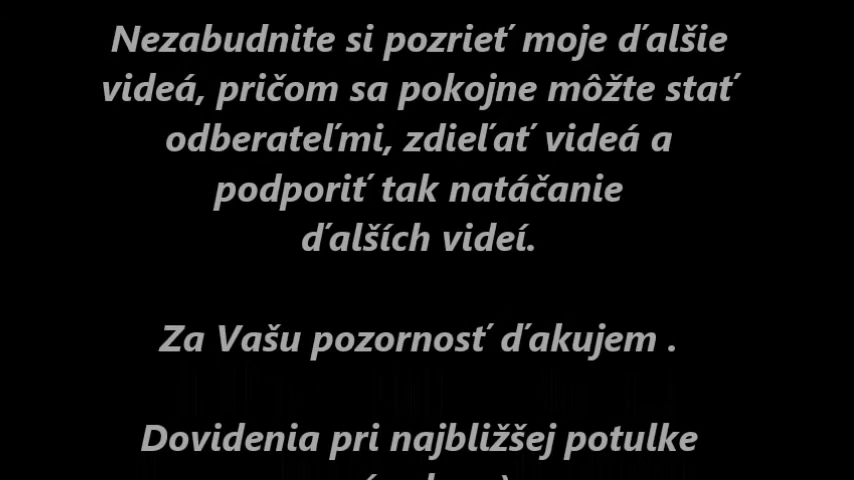 Nezabudnite si pozrieť moje ďalšie
videá, pričom sa pokojne môžte stať
odberateľmi, zdieľať videá a
podporiť tak natáčanie
ďalších videí.
Za Vašu pozornosť ďakujem .
Dovidenia pri najbližšej potulke